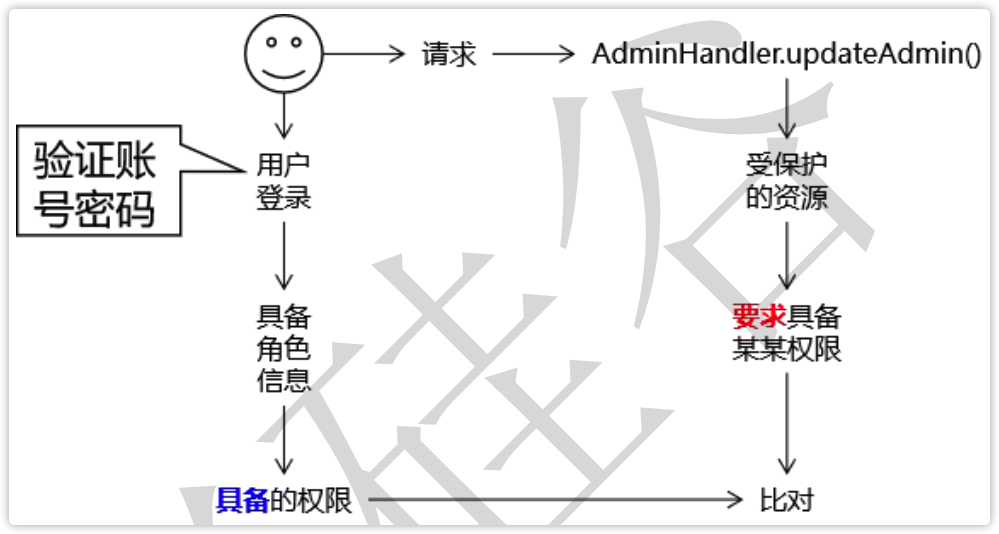 请求
AdminHandler.updateAdmin()
验证账
号密码
用户
登录
受保护
的资源
具备
角色
信息
要求具备
某某权限
具备的权限
比对
硅谷